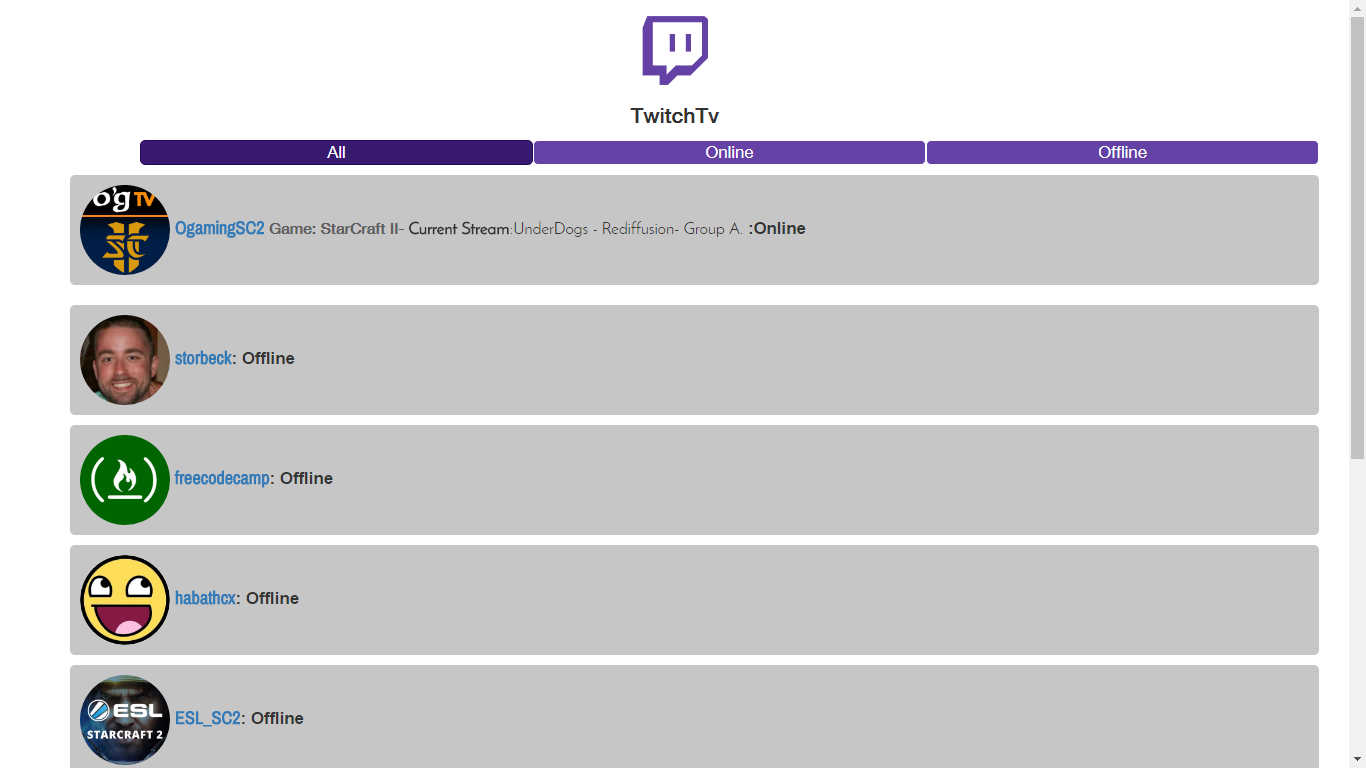 TwitchTv
All Online Offline
o'g TV
SC
OgamingSC2 Game: StarCraft II- Current Stream:UnderDogs - Rediffusion- Group A. :Online
storbeck: Offline
freecodecamp: Offline
habathcx: Offline
ESL
STARCRAFT 2
ESL_SC2: Offline